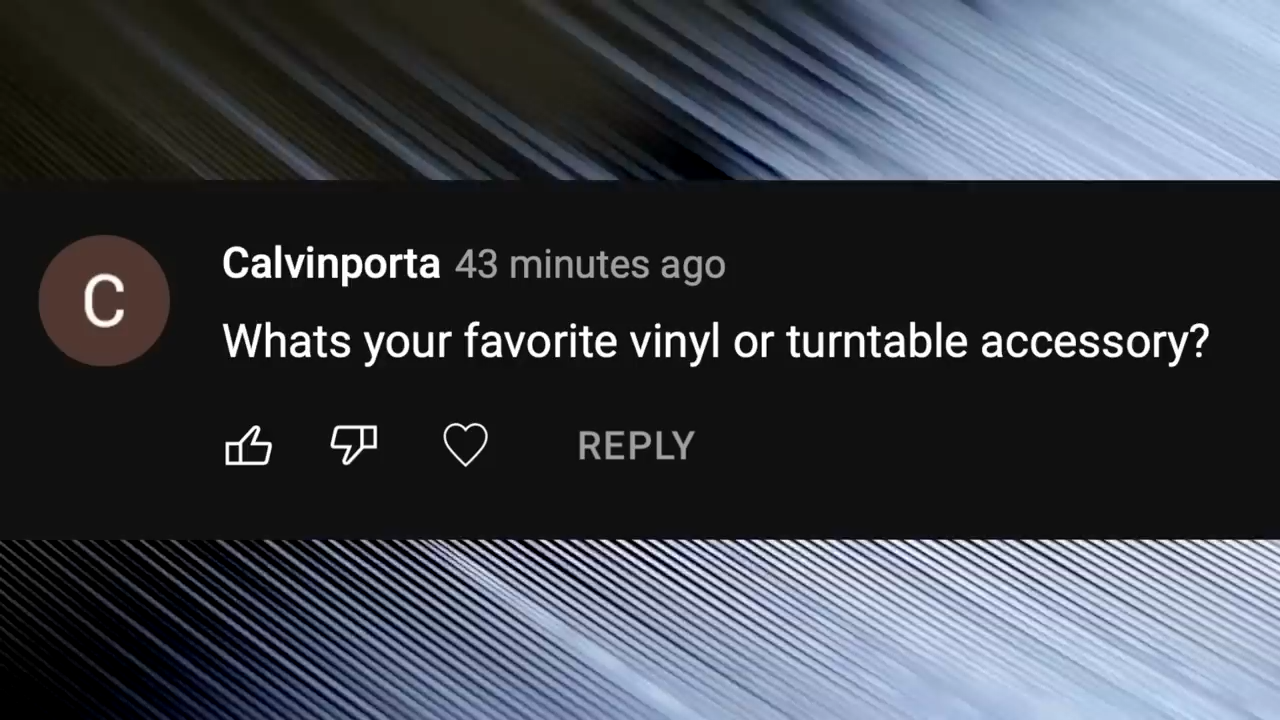 C
Calvinporta 43 minutes ago
Whats your favorite vinyl or turntable accessory?
REPLY